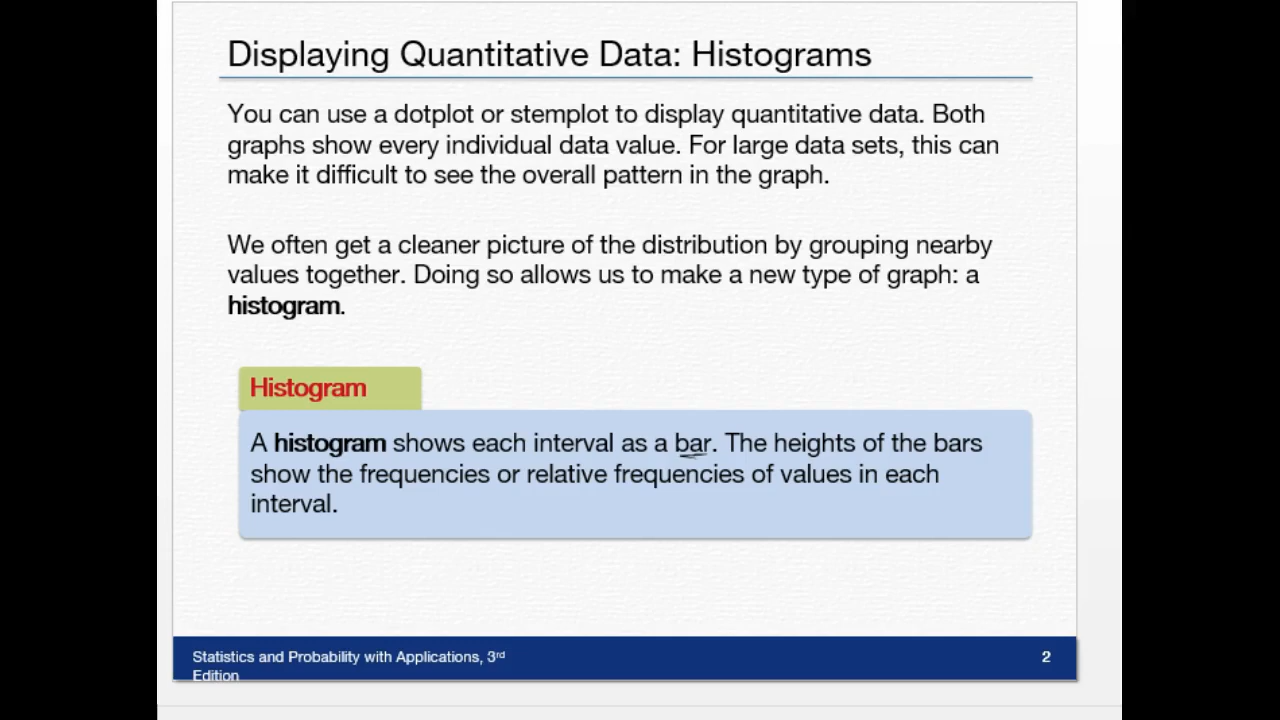 Displaying Quantitative Data: Histograms
You can use a dotplot or stemplot to display quantitative data. Both
graphs show every individual data value. For large data sets, this can
make it difficult to see the overall pattern in the graph.
We often get a cleaner picture of the distribution by grouping nearby
values together. Doing so allows us to make a new type of graph: a
histogram.
Histogram
A histogram shows each interval as a bar. The heights of the bars
show the frequencies or relative frequencies of values in each
interval.
Statistics and Probability with Applications, 3rd
Edition
2